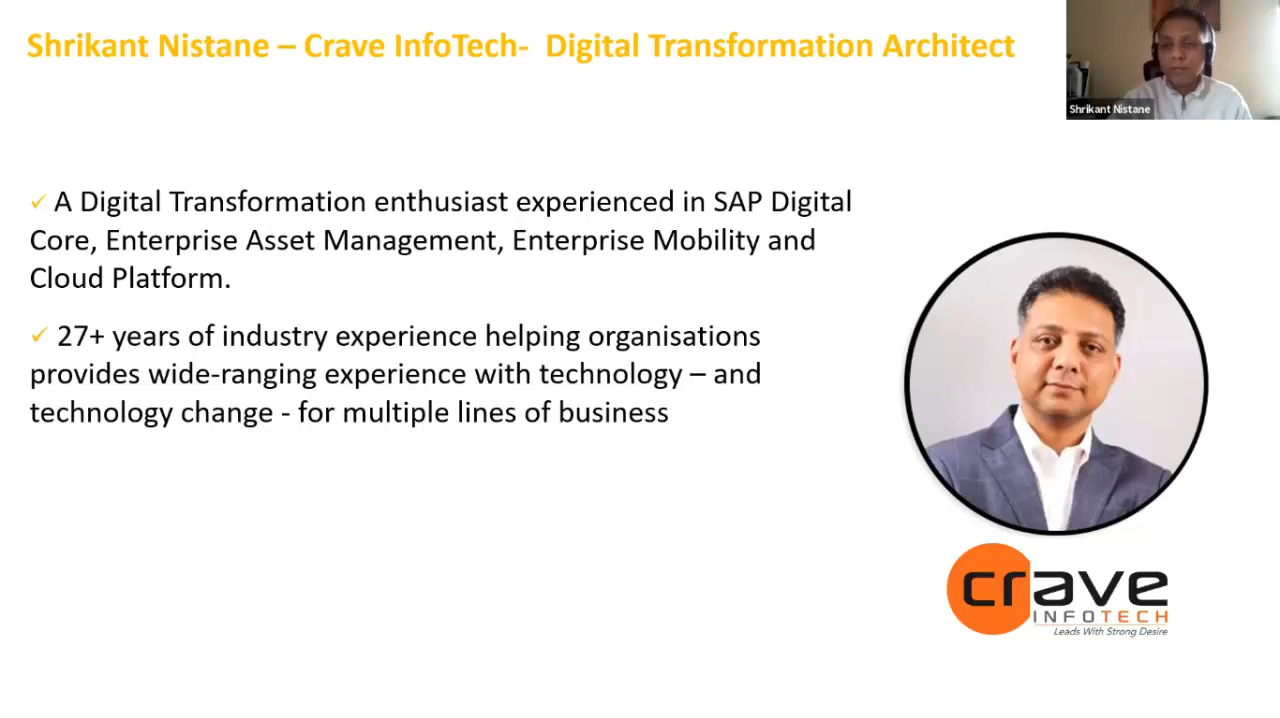 Shrikant Nistane – Crave InfoTech-  Digital Transformation Architect
Shrikant Nistane
✓ A Digital Transformation enthusiast experienced in SAP Digital
Core, Enterprise Asset Management, Enterprise Mobility and
Cloud Platform.
✓ 27+ years of industry experience helping organisations
provides wide-ranging experience with technology – and
technology change - for multiple lines of business
crave
INFOTECH
Leads With Strong Desire